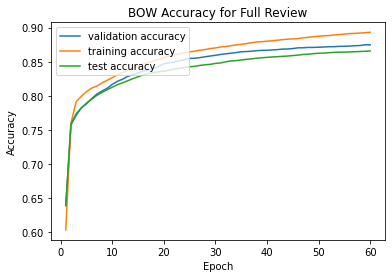 BOW Accuracy for Full Review
validation accuracy
training accuracy
test accuracy
0.90
0.85
0.80
0.75
0.70
0.65
0.60
Accuracy
0 10 20 30 40 50 60
Epoch